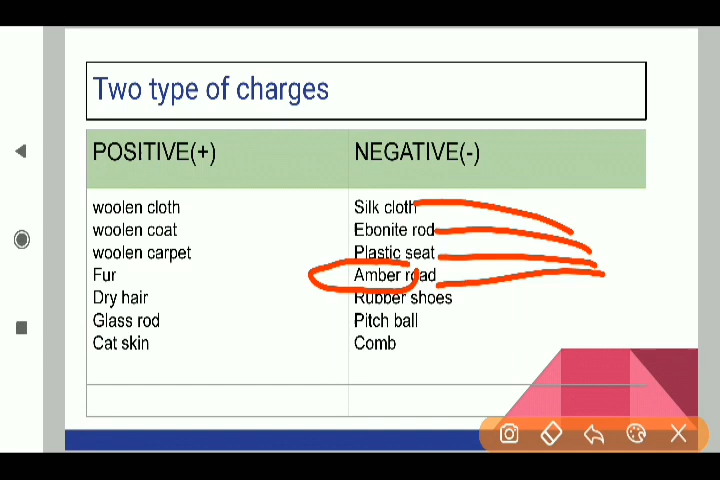 Two type of charges
POSITIVE(+) NEGATIVE(-)
woolen cloth Silk cloth
woolen coat Ebonite rod
woolen carpet Plastic seat
Fur Amber road
Dry hair Rubber shoes
Glass rod Pitch ball
Cat skin Comb